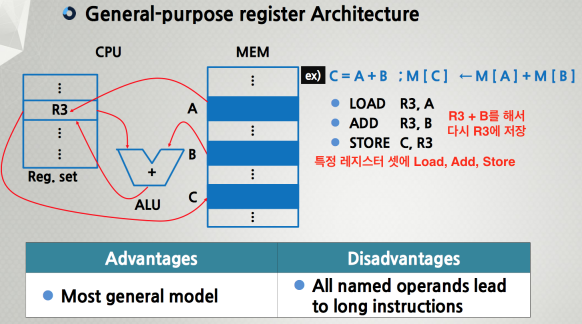 General-purpose register Architecture
CPU
MEM
R3
Reg. set
+
ALU
A
B
C
ex) C = A + B ; M [ C ] ← M [ A ] + M [ B ]
LOAD R3, A
ADD R3, B
STORE C, R3
R3 + B를 해서
다시 R3에 저장
특정 레지스터 셋에 Load, Add, Store
Advantages
Disadvantages
Most general model
All named operands lead
to long instructions